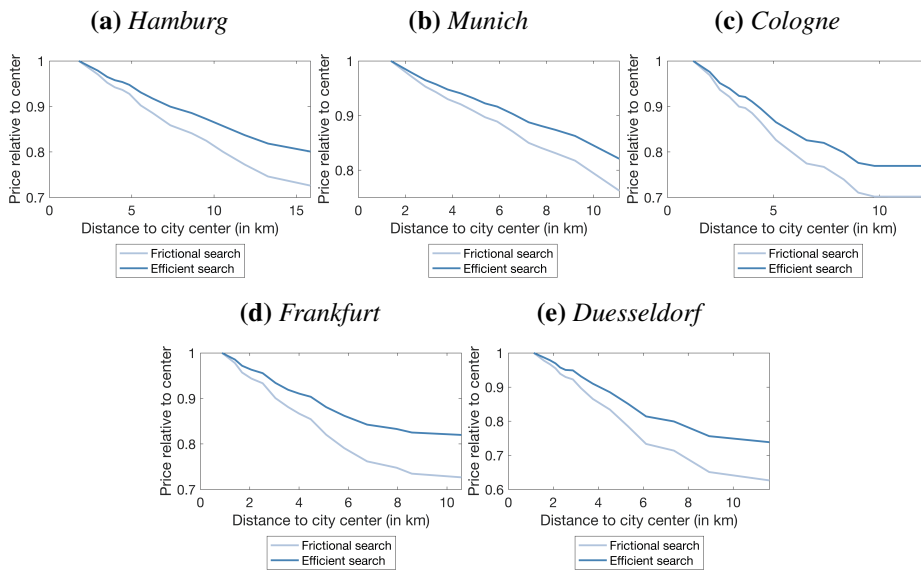 (a) Hamburg
(b) Munich
(c) Cologne
Price relative to center
1
0.9
0.8
0.7
0
5
10
15
Distance to city center (in km)
Frictional search
Efficient search
Price relative to center
1
0.9
0.8
0
2
4
6
8
10
Distance to city center (in km)
Frictional search
Efficient search
Price relative to center
1
0.9
0.8
0.7
0
5
10
Distance to city center (in km)
Frictional search
Efficient search
(d) Frankfurt
(e) Duesseldorf
Price relative to center
1
0.9
0.8
0.7
0
2
4
6
8
10
Distance to city center (in km)
Frictional search
Efficient search
Price relative to center
1
0.9
0.8
0.7
0.6
0
2
4
6
8
10
Distance to city center (in km)
Frictional search
Efficient search